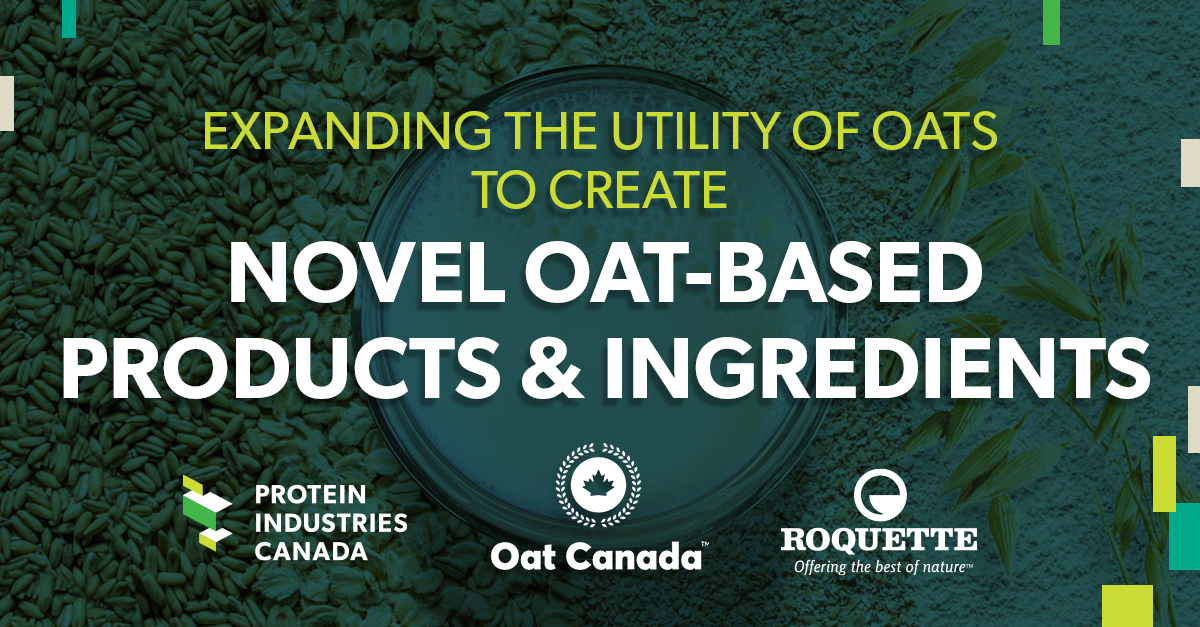 EXPANDING THE UTILITY OF OATS
TO CREATE
NOVEL OAT-BASED
PRODUCTS & INGREDIENTS
PROTEIN
INDUSTRIES
CANADA
Oat Canada™
ROQUETTE
Offering the best of nature™